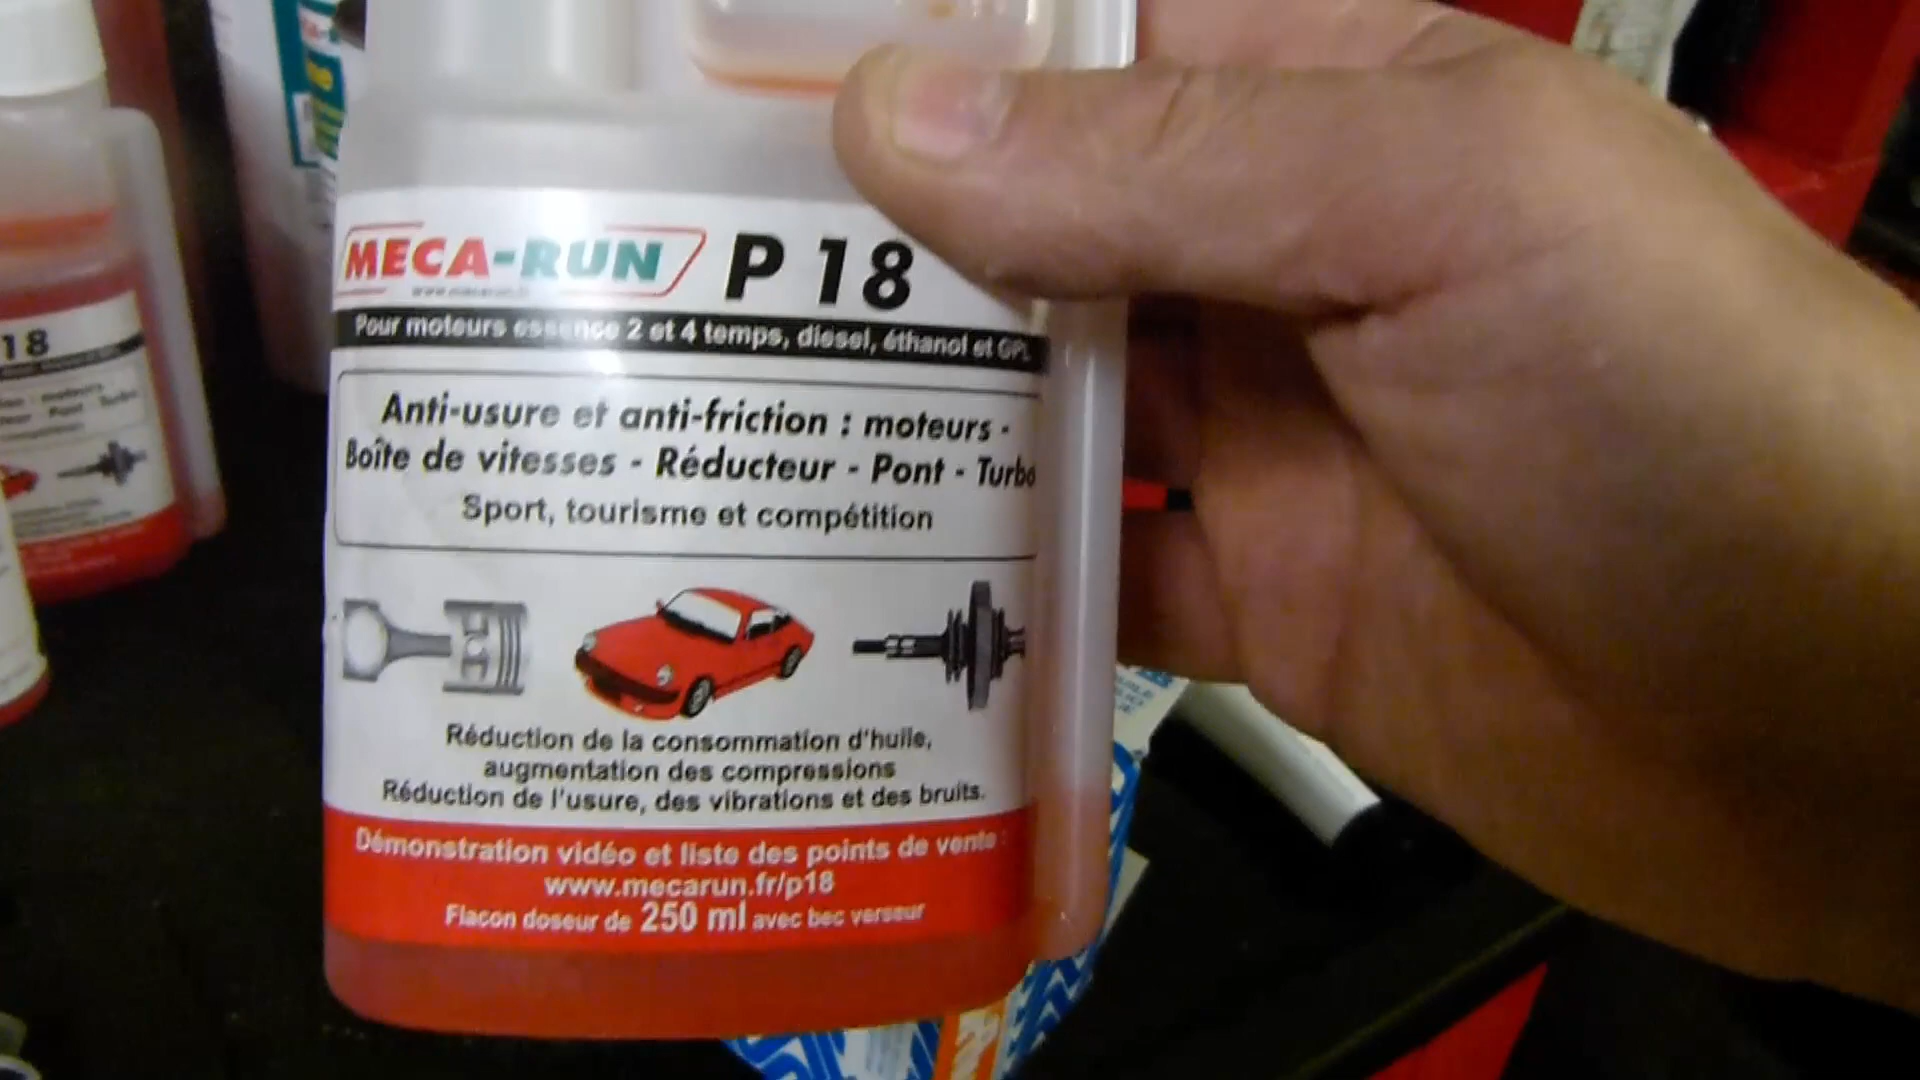 MECA-RUN P 18
Pour moteurs essence 2 et 4 temps, diesel, éthanol et GPL
Anti-usure et anti-friction : moteurs -
Boîte de vitesses - Réducteur - Pont - Turbo
Sport, tourisme et compétition
Réduction de la consommation d'huile,
augmentation des compressions
Réduction de l'usure, des vibrations et des bruits.
Démonstration vidéo et liste des points de vente :
www.mecarun.fr/p18
Flacon doseur de 250 ml avec bec verseur
18